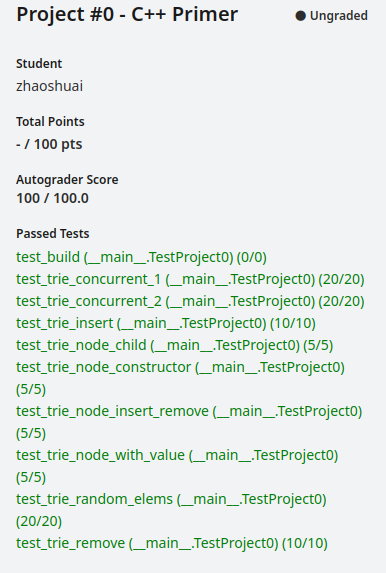 Project #0 - C++ Primer
● Ungraded
Student
zhaoshuai
Total Points
- / 100 pts
Autograder Score
100 / 100.0
Passed Tests
test_build (__main__.TestProject0) (0/0)
test_trie_concurrent_1 (__main__.TestProject0) (20/20)
test_trie_concurrent_2 (__main__.TestProject0) (20/20)
test_trie_insert (__main__.TestProject0) (10/10)
test_trie_node_child (__main__.TestProject0) (5/5)
test_trie_node_constructor (__main__.TestProject0)
(5/5)
test_trie_node_insert_remove (__main__.TestProject0)
(5/5)
test_trie_node_with_value (__main__.TestProject0)
(5/5)
test_trie_random_elems (__main__.TestProject0)
(20/20)
test_trie_remove (__main__.TestProject0) (10/10)